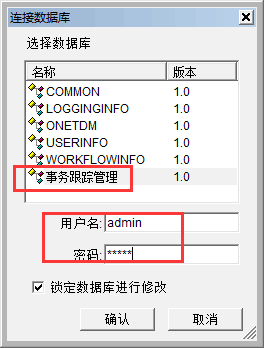 连接数据库
选择数据库
名称 版本
COMMON 1.0
LOGGINGINFO 1.0
ONETDM 1.0
USERINFO 1.0
WORKFLOWINFO 1.0
事务跟踪管理 1.0
用户名: admin
密码: *****
锁定数据库进行修改
确认 取消